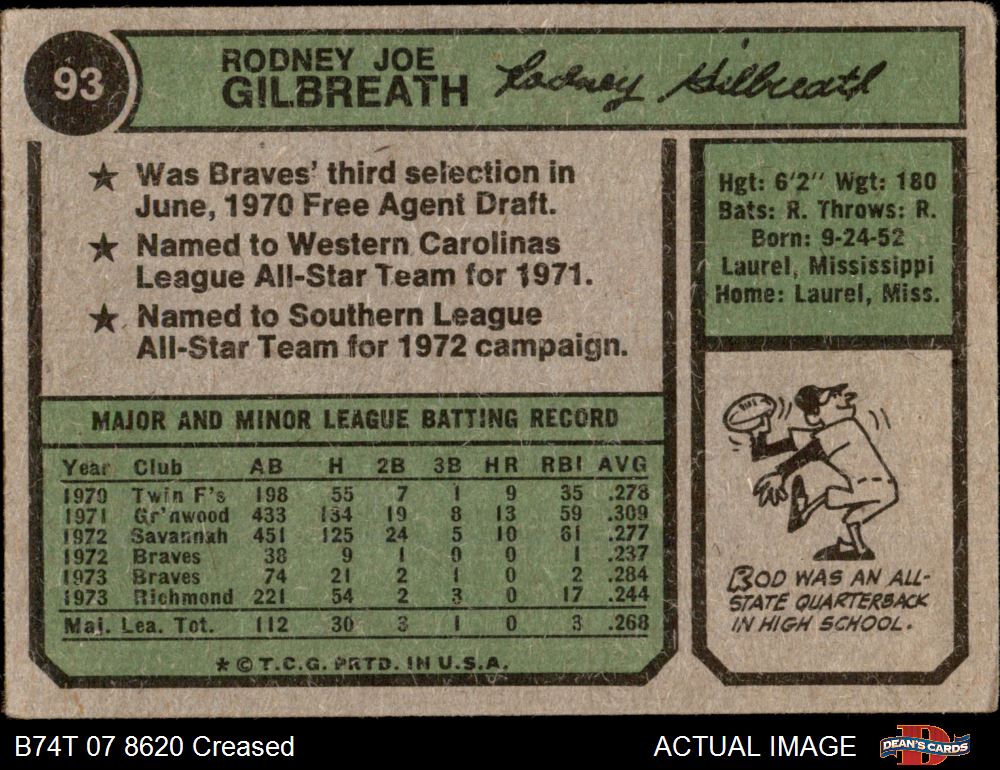 93
RODNEY JOE
GILBREATH
Rodney Gilbreath
★ Was Braves' third selection in
June, 1970 Free Agent Draft.
★ Named to Western Carolinas
League All-Star Team for 1971.
★ Named to Southern League
All-Star Team for 1972 campaign.
Hgt: 6'2" Wgt: 180
Bats: R. Throws: R.
Born: 9-24-52
Laurel, Mississippi
Home: Laurel, Miss.
MAJOR AND MINOR LEAGUE BATTING RECORD
Year Club AB H 2B 3B HR RBI AVG
1970 Twin F's 198 55 7 1 9 35 .278
1971 Gr'nwood 433 134 19 8 13 59 .309
1972 Savannah 451 125 24 5 10 61 .277
1972 Braves 38 9 1 0 0 1 .237
1973 Braves 74 21 2 1 0 2 .284
1973 Richmond 221 54 2 3 0 17 .244
Maj. Lea. Tot. 112 30 3 1 0 3 .268
★ © T.C.G. PRTD. IN U.S.A.
ROD WAS AN ALL-
STATE QUARTERBACK
IN HIGH SCHOOL.
B74T 07 8620 Creased
ACTUAL IMAGE
DEAN'S CARDS